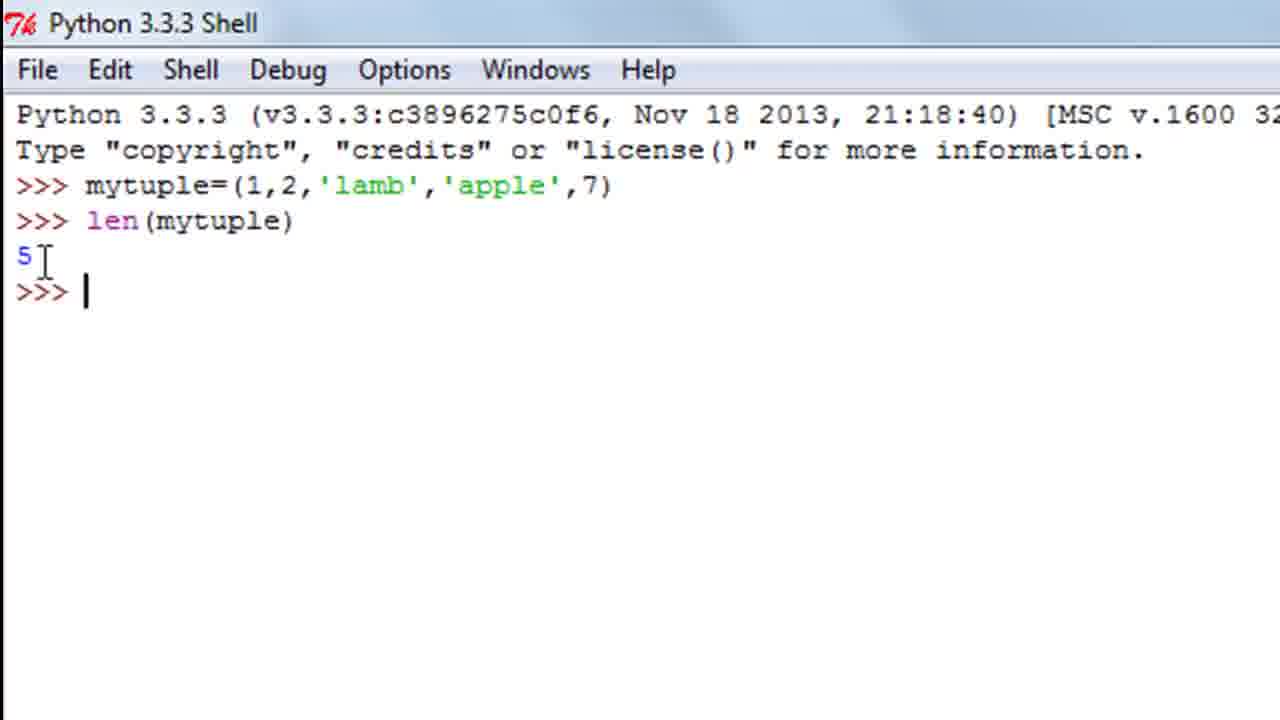 Python 3.3.3 Shell
File Edit Shell Debug Options Windows Help
Python 3.3.3 (v3.3.3:c3896275c0f6, Nov 18 2013, 21:18:40) [MSC v.1600 32
Type "copyright", "credits" or "license()" for more information.
>>> mytuple=(1,2,'lamb','apple',7)
>>> len(mytuple)
5
>>>